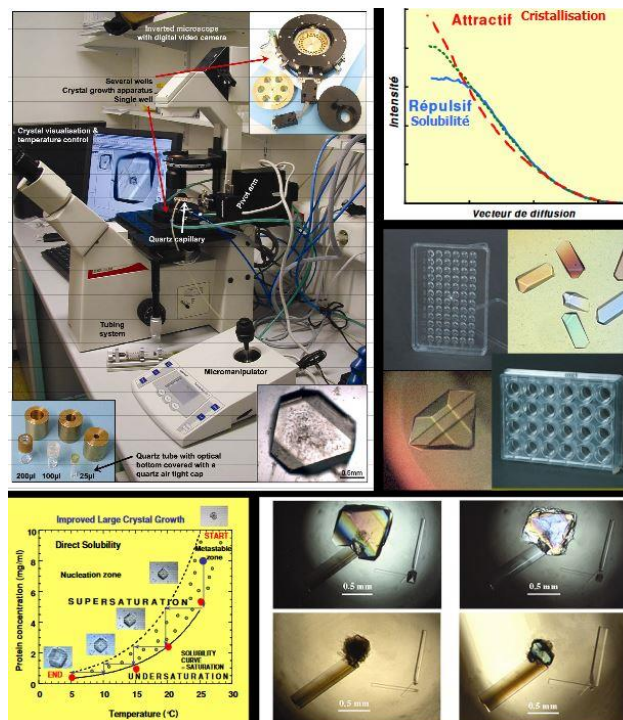 Inverted microscope
with digital video camera
Several wells
Crystal growth apparatus
Single well
Crystal visualisation &
temperature control
Pivot arm
Quartz capillary
Tubing
system
Micromanipulator
200µl 100µl 25µl
Quartz tube with optical
bottom covered with a
quartz air tight cap
0.5mm
Attractif Cristallisation
Répulsif
Solubilité
Intensité
Vecteur de diffusion
Improved Large Crystal Growth
Direct Solubility
START
Metastable
zone
Nucleation zone
SUPERSATURATION
SOLUBILITY
CURVE
= SATURATION
END
UNDERSATURATION
Protein concentration (mg/ml)
10
8
6
4
2
0
0 5 10 15 20 25 30
Temperature (°C)
0.5 mm
0.5 mm
0.5 mm
0.5 mm